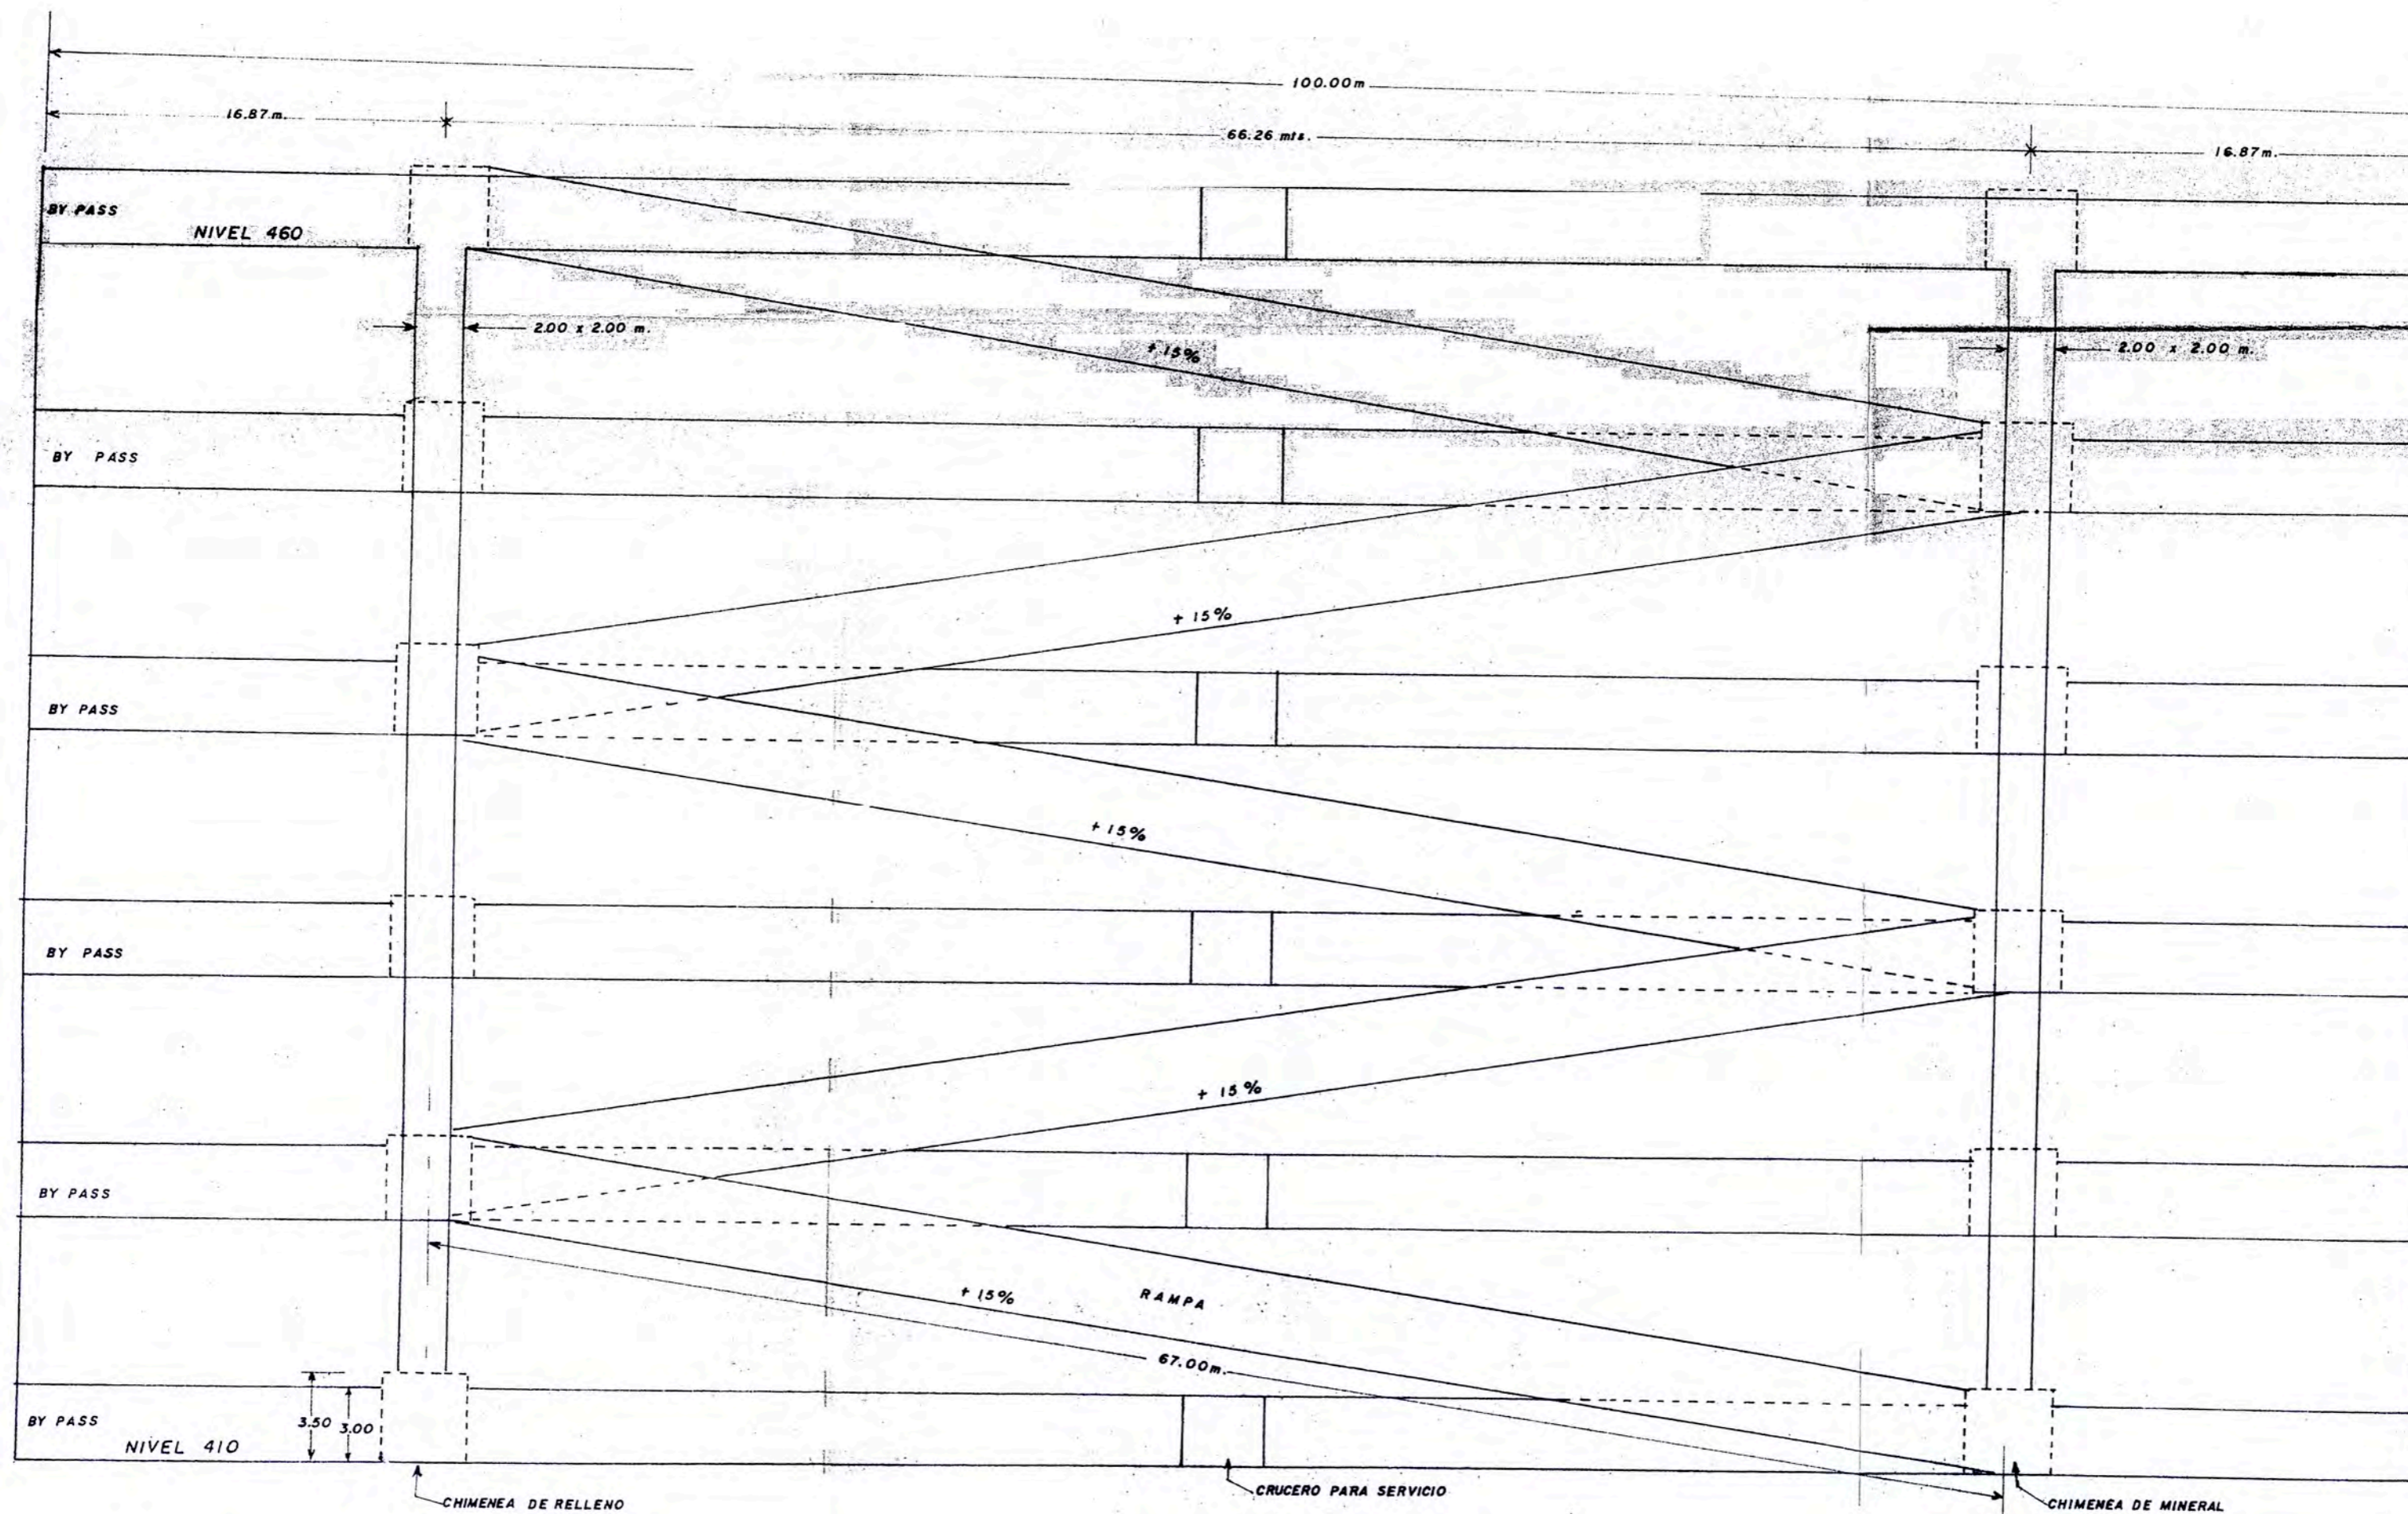 100.00m
16.87m.
66.26 mts.
16.87m.
BY PASS
NIVEL 460
2.00 x 2.00 m.
+ 15%
2.00 x 2.00 m.
BY PASS
+ 15%
BY PASS
+ 15%
BY PASS
+ 15%
BY PASS
+ 15%
RAMPA
67.00m.
BY PASS
3.50
3.00
NIVEL 410
CHIMENEA DE RELLENO
CRUCERO PARA SERVICIO
CHIMENEA DE MINERAL